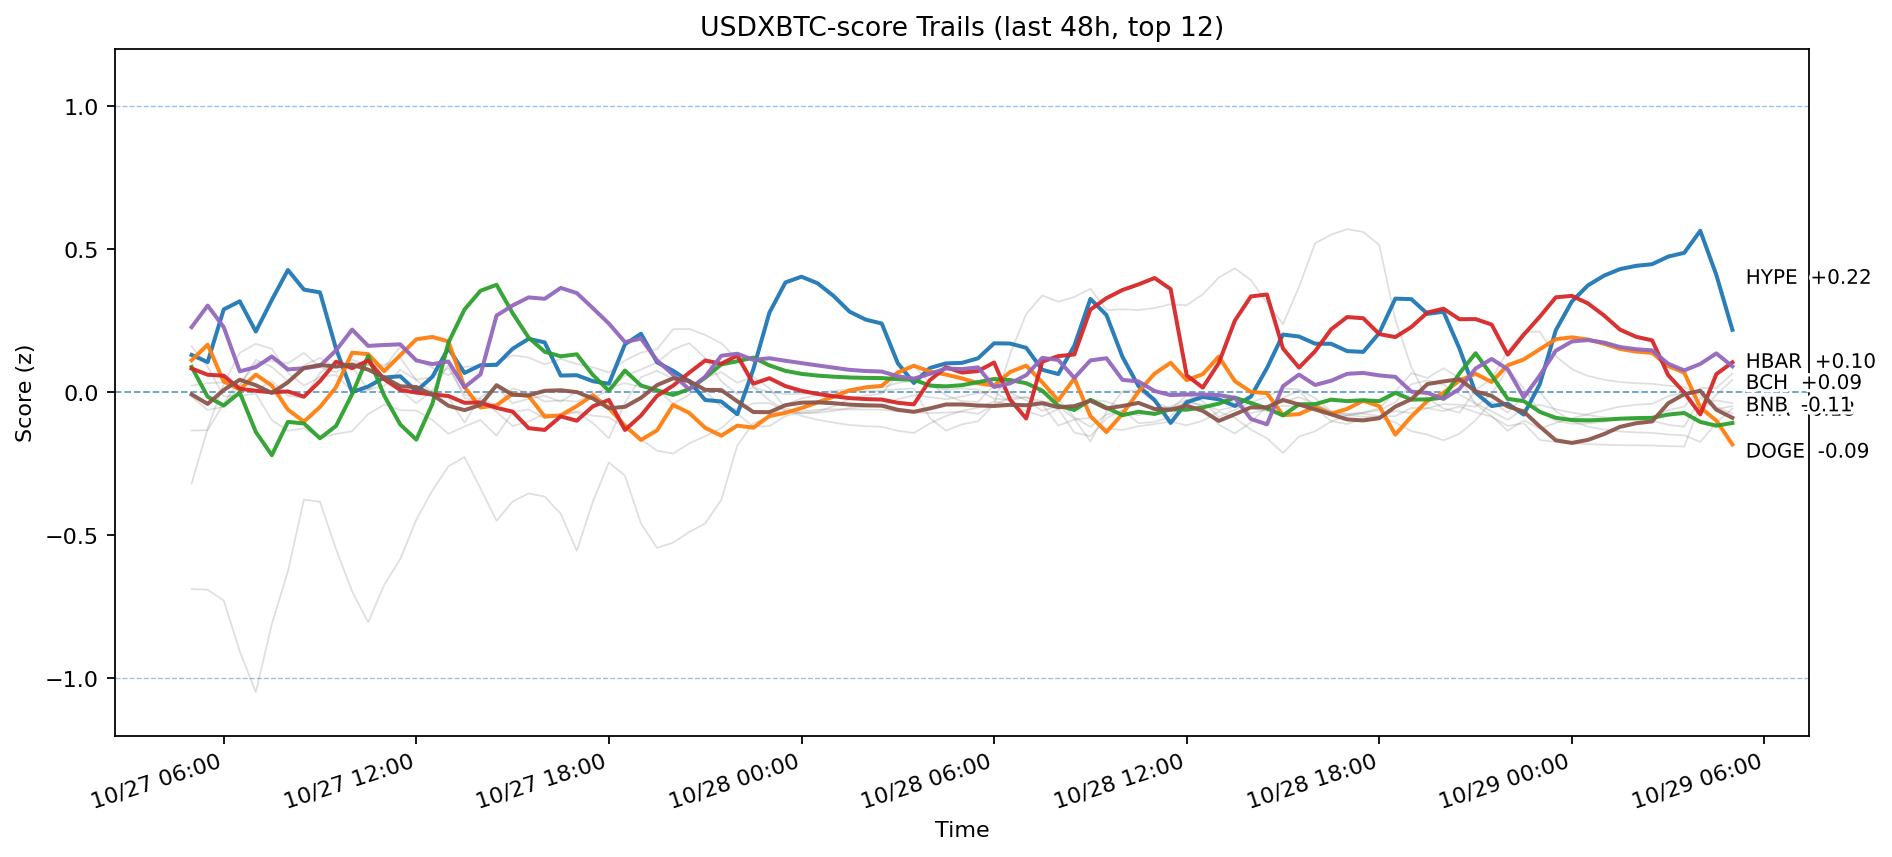 USDXBTC-score Trails (last 48h, top 12)
1.0
0.5
0.0
−0.5
−1.0
Score (z)
HYPE +0.22
HBAR +0.10
BCH +0.09
BNB -0.11
DOGE -0.09
10/27 06:00
10/27 12:00
10/27 18:00
10/28 00:00
10/28 06:00
10/28 12:00
10/28 18:00
10/29 00:00
10/29 06:00
Time